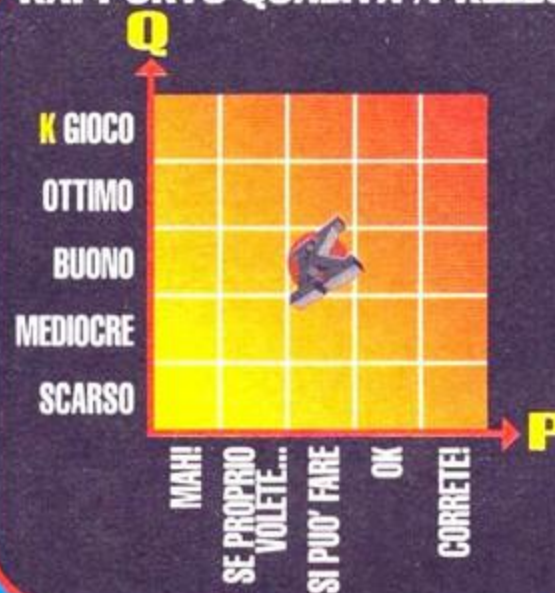 Q
K GIOCO
OTTIMO
BUONO
MEDIOCRE
SCARSO
P
MAH!
SE PROPRIO
VOLETE...
SI PUO' FARE
OK
CORRETE!